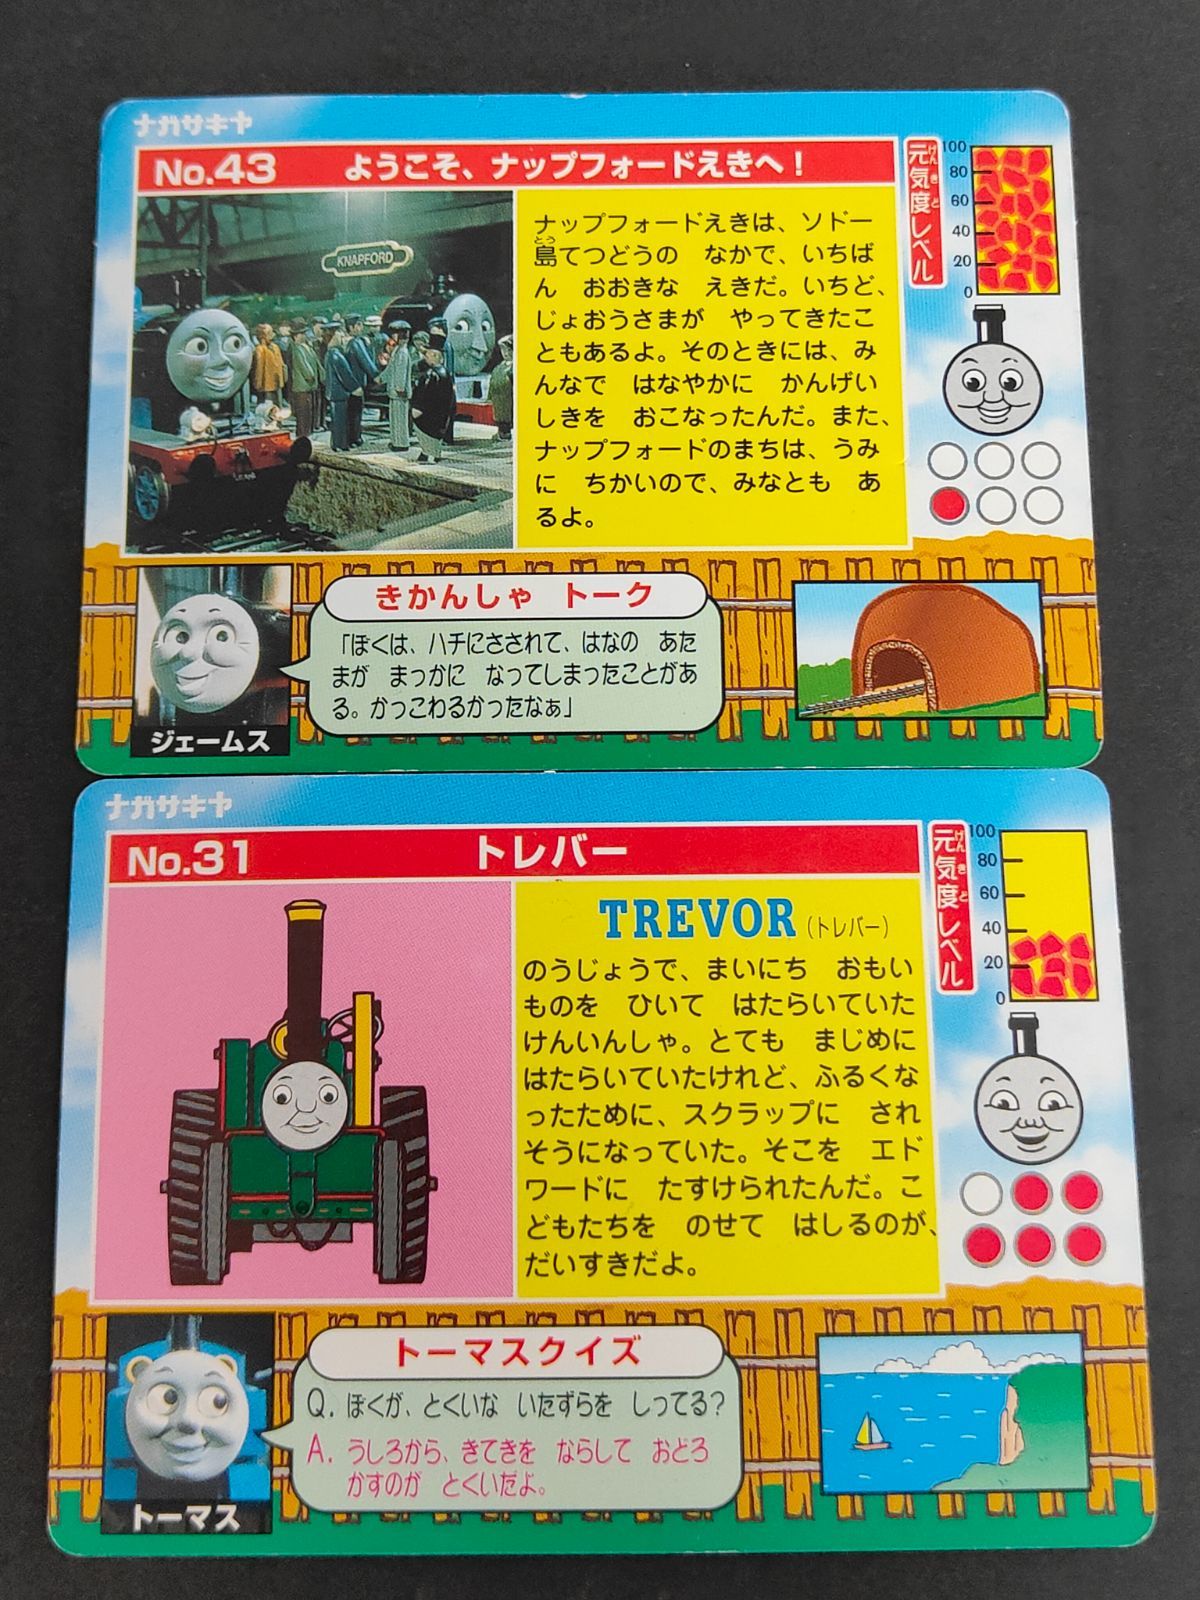 ナガサキヤ
No.43 ようこそ、ナップフォードえきへ!
KNAPFORD
ナップフォードえきは、ソドー
とう
島てつどうの なかで、いちば
ん おおきな えきだ。いちど、
じょおうさまが やってきたこ
ともあるよ。そのときには、み
んなで はなやかに かんげい
しきを おこなったんだ。また、
ナップフォードのまちは、うみ
に ちかいので、みなとも あ
るよ。
元気度レベル
げんきど
100
80
60
40
20
0
きかんしゃ トーク
「ぼくは、ハチにさされて、はなの あた
まが まっかに なってしまったことがあ
る。かっこわるかったなぁ」
ジェームス
ナガサキヤ
No.31 トレバー
TREVOR (トレバー)
のうじょうで、まいにち おもい
ものを ひいて はたらいていた
けんいんしゃ。とても まじめに
はたらいていたけれど、ふるくな
ったために、スクラップに され
そうになっていた。そこを エド
ワードに たすけられたんだ。こ
どもたちを のせて はしるのが、
だいすきだよ。
元気度レベル
げんきど
100
80
60
40
20
0
トーマスクイズ
Q. ぼくが、とくいな いたずらを しってる?
A. うしろから、きてきを ならして おどろ
かすのが とくいだよ。
トーマス